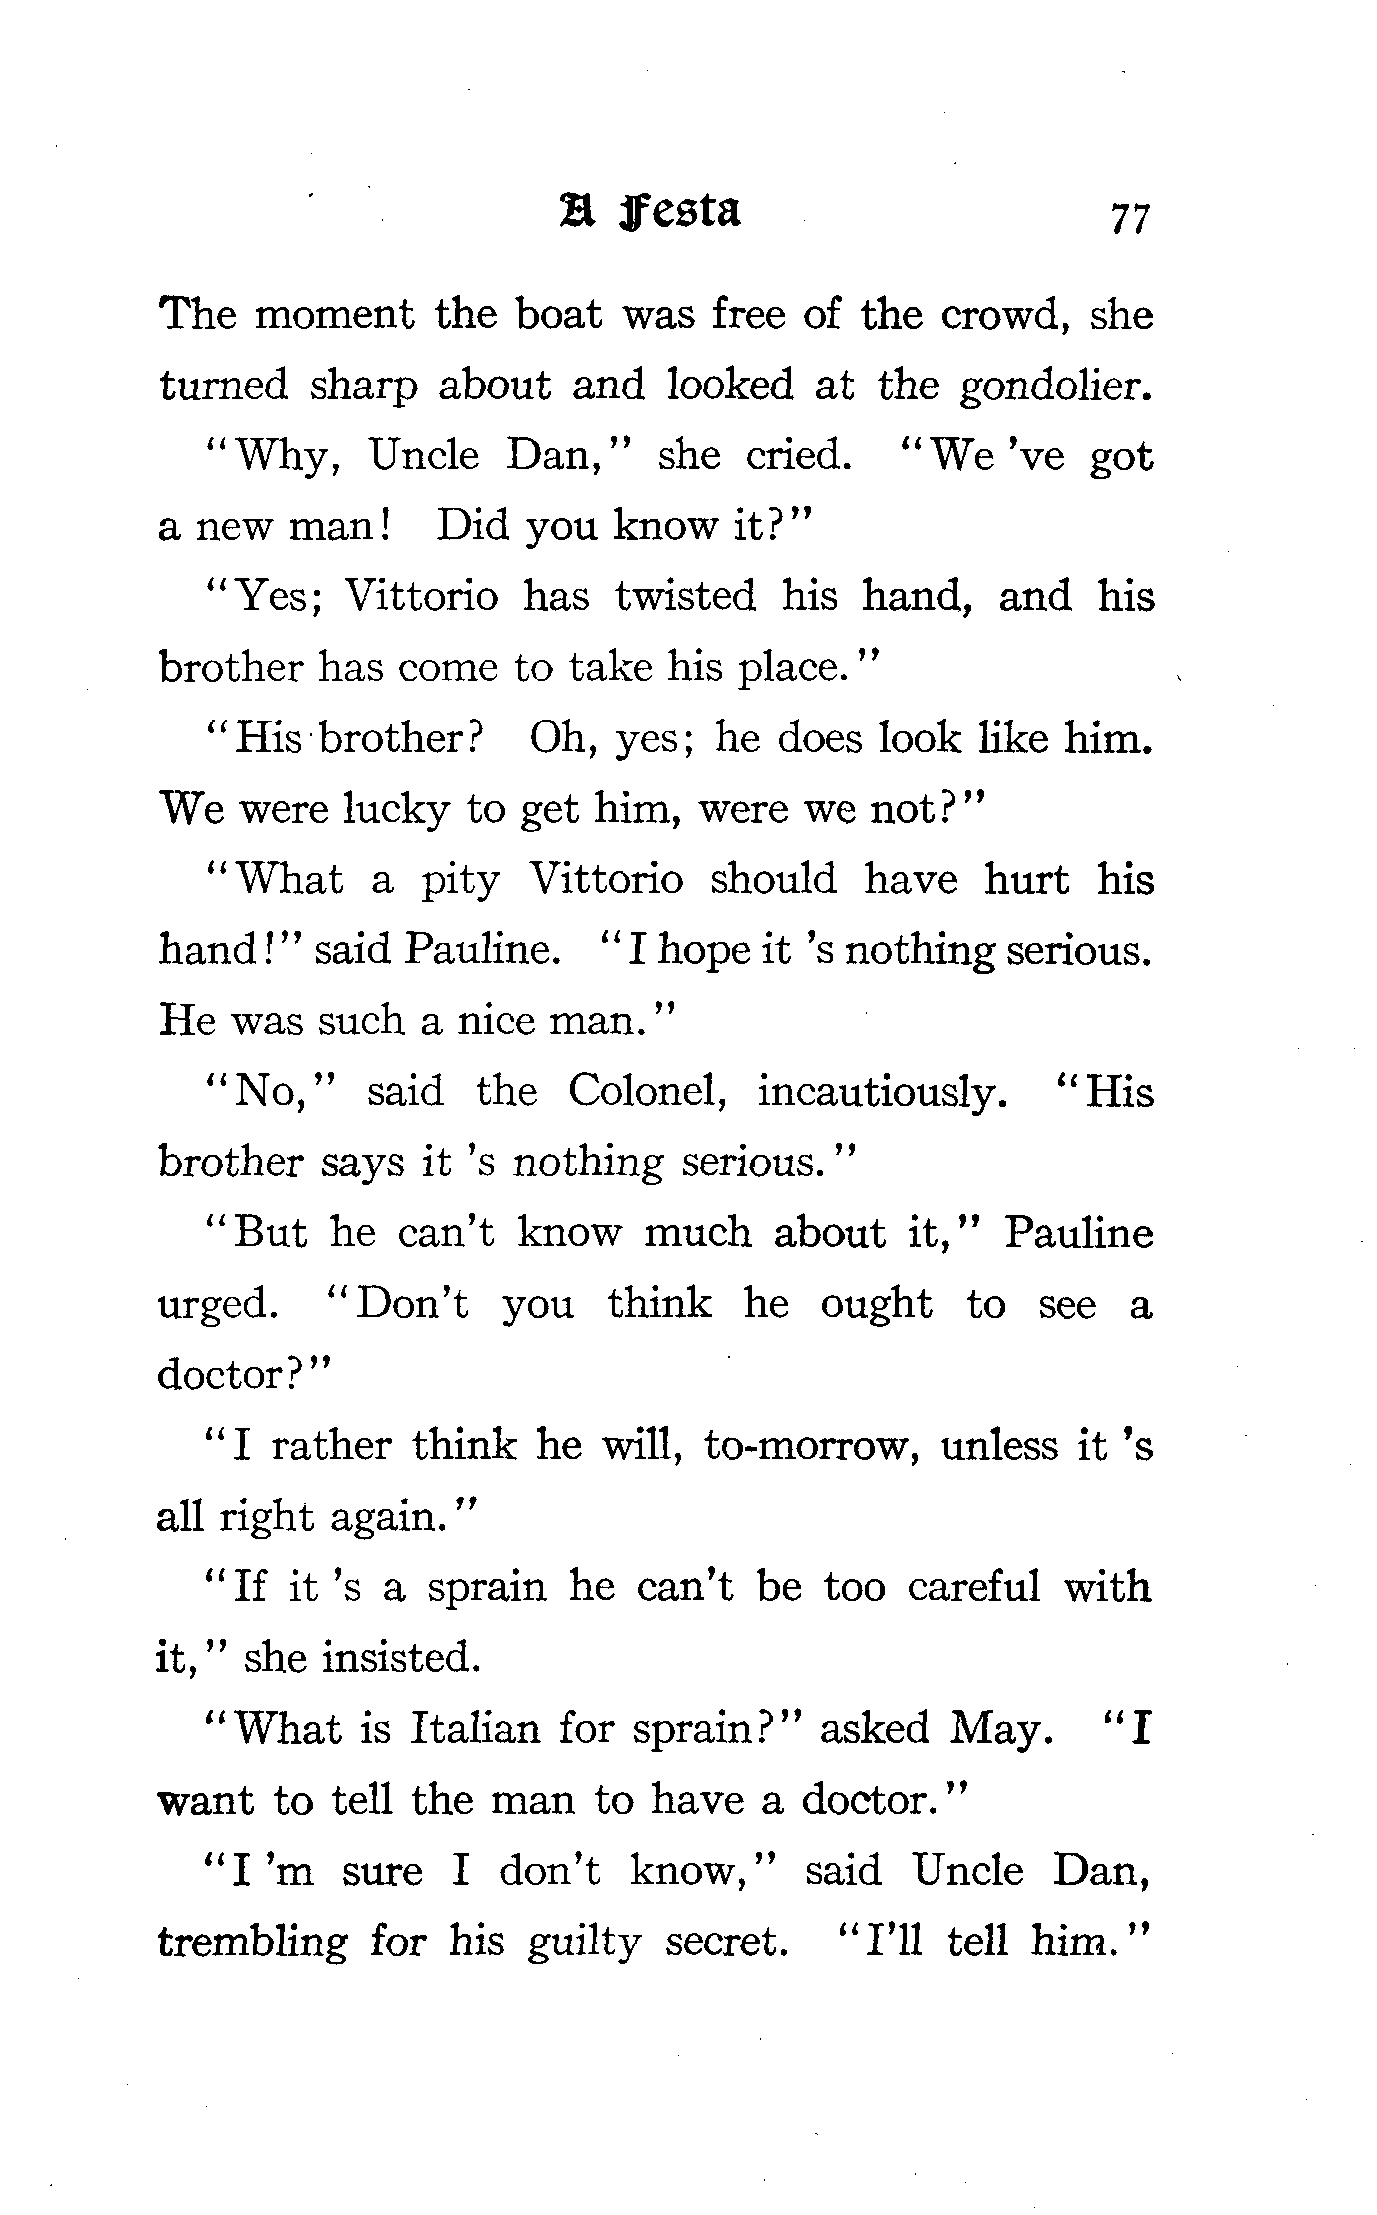 A Festa 77
The moment the boat was free of the crowd, she
turned sharp about and looked at the gondolier.
"Why, Uncle Dan," she cried. "We 've got
a new man! Did you know it?"
"Yes; Vittorio has twisted his hand, and his
brother has come to take his place."
"His brother? Oh, yes; he does look like him.
We were lucky to get him, were we not?"
"What a pity Vittorio should have hurt his
hand!" said Pauline. "I hope it 's nothing serious.
He was such a nice man."
"No," said the Colonel, incautiously. "His
brother says it 's nothing serious."
"But he can't know much about it," Pauline
urged. "Don't you think he ought to see a
doctor?"
"I rather think he will, to-morrow, unless it 's
all right again."
"If it 's a sprain he can't be too careful with
it," she insisted.
"What is Italian for sprain?" asked May. "I
want to tell the man to have a doctor."
"I 'm sure I don't know," said Uncle Dan,
trembling for his guilty secret. "I'll tell him."